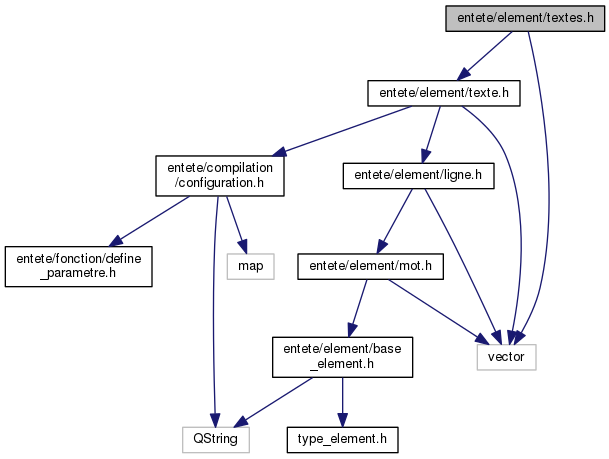 entete/element/textes.h
entete/element/texte.h
entete/compilation
/configuration.h
entete/element/ligne.h
entete/fonction/define
_parametre.h
map
entete/element/mot.h
vector
entete/element/base
_element.h
QString
type_element.h